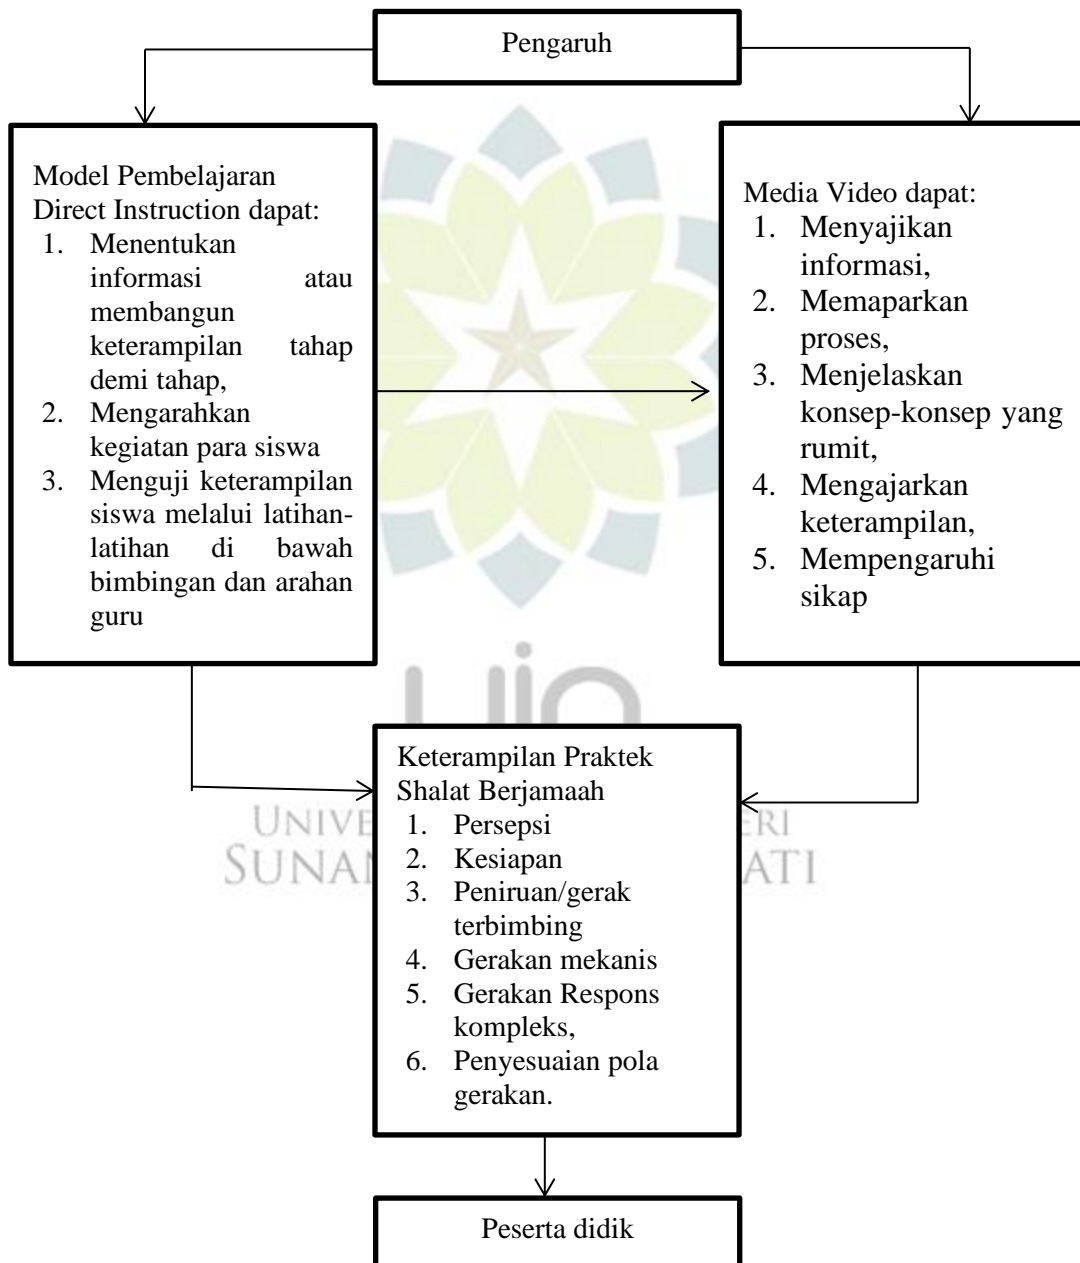 Pengaruh
Model Pembelajaran
Direct Instruction dapat:
1. Menentukan
informasi atau
membangun
keterampilan tahap
demi tahap,
2. Mengarahkan
kegiatan para siswa
3. Menguji keterampilan
siswa melalui latihan-
latihan di bawah
bimbingan dan arahan
guru
Media Video dapat:
1. Menyajikan
informasi,
2. Memaparkan
proses,
3. Menjelaskan
konsep-konsep yang
rumit,
4. Mengajarkan
keterampilan,
5. Mempengaruhi
sikap
uin
Keterampilan Praktek
Shalat Berjamaah
1. Persepsi
2. Kesiapan
3. Peniruan/gerak
terbimbing
4. Gerakan mekanis
5. Gerakan Respons
kompleks,
6. Penyesuaian pola
gerakan.
Peserta didik